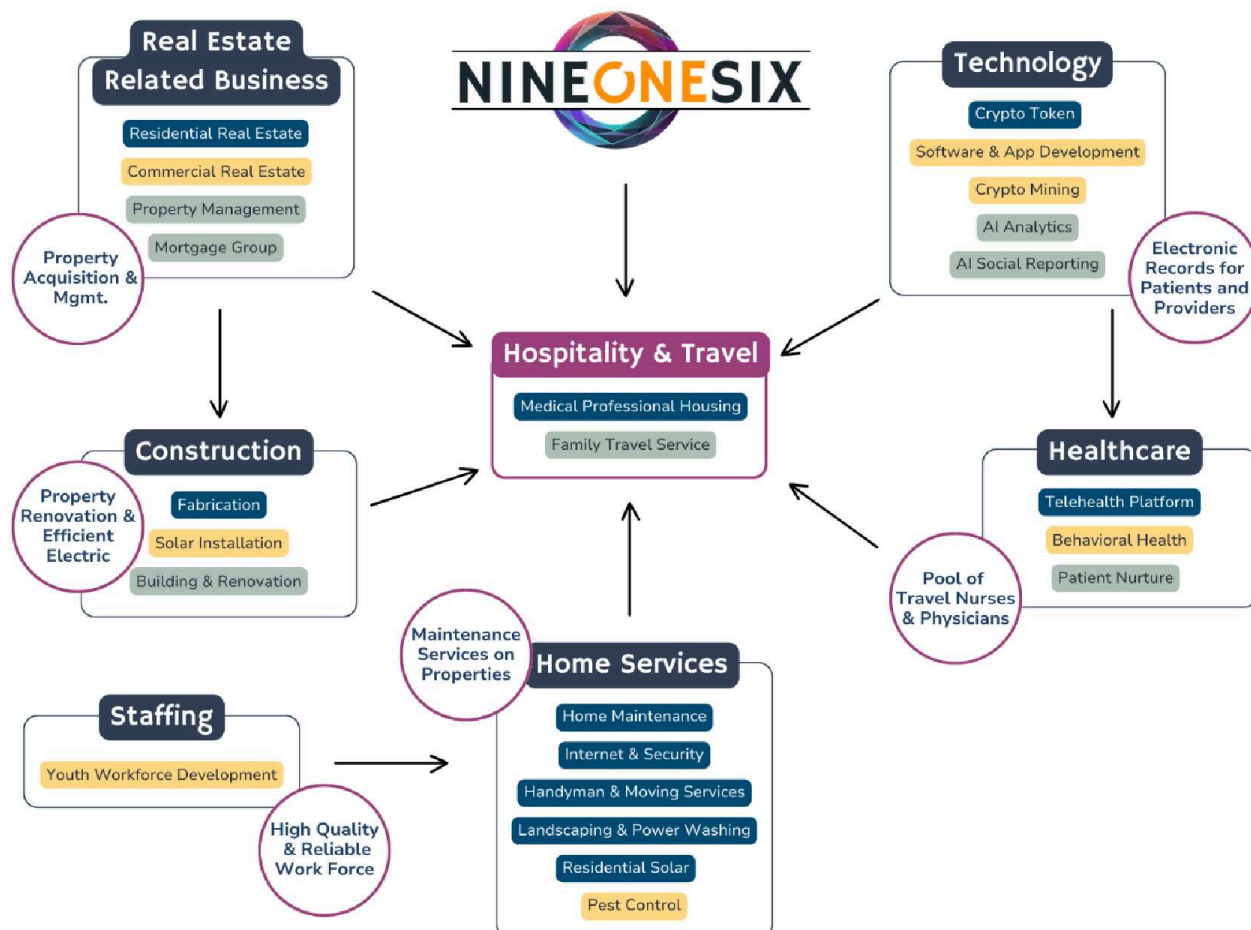 Real Estate
Related Business
Residential Real Estate
Commercial Real Estate
Property Management
Mortgage Group
Property
Acquisition &
Mgmt.
NINEONESIX
Technology
Crypto Token
Software & App Development
Crypto Mining
AI Analytics
AI Social Reporting
Electronic
Records for
Patients and
Providers
Hospitality & Travel
Medical Professional Housing
Family Travel Service
Construction
Fabrication
Solar Installation
Building & Renovation
Property
Renovation &
Efficient
Electric
Healthcare
Telehealth Platform
Behavioral Health
Patient Nurture
Pool of
Travel Nurses
& Physicians
Maintenance
Services on
Properties
Home Services
Home Maintenance
Internet & Security
Handyman & Moving Services
Landscaping & Power Washing
Residential Solar
Pest Control
Staffing
Youth Workforce Development
High Quality
& Reliable
Work Force